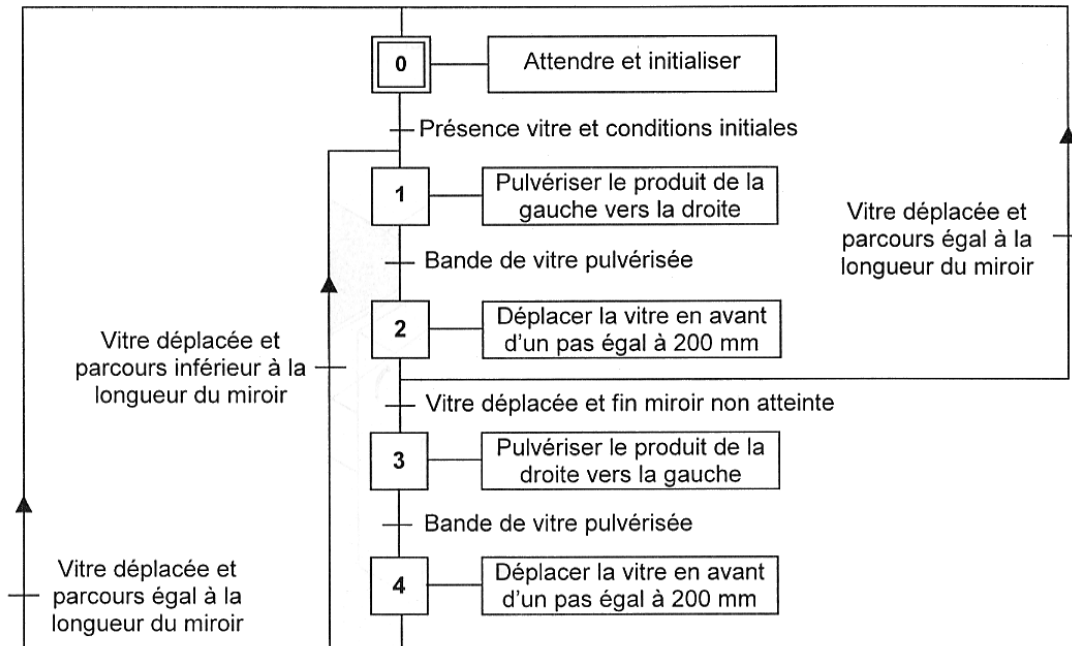 0
Attendre et initialiser
Présence vitre et conditions initiales
1
Pulvériser le produit de la
gauche vers la droite
Vitre déplacée et
parcours égal à la
longueur du miroir
Bande de vitre pulvérisée
2
Déplacer la vitre en avant
d'un pas égal à 200 mm
Vitre déplacée et
parcours inférieur à la
longueur du miroir
Vitre déplacée et fin miroir non atteinte
3
Pulvériser le produit de la
droite vers la gauche
Bande de vitre pulvérisée
4
Déplacer la vitre en avant
d'un pas égal à 200 mm
Vitre déplacée et
parcours égal à la
longueur du miroir